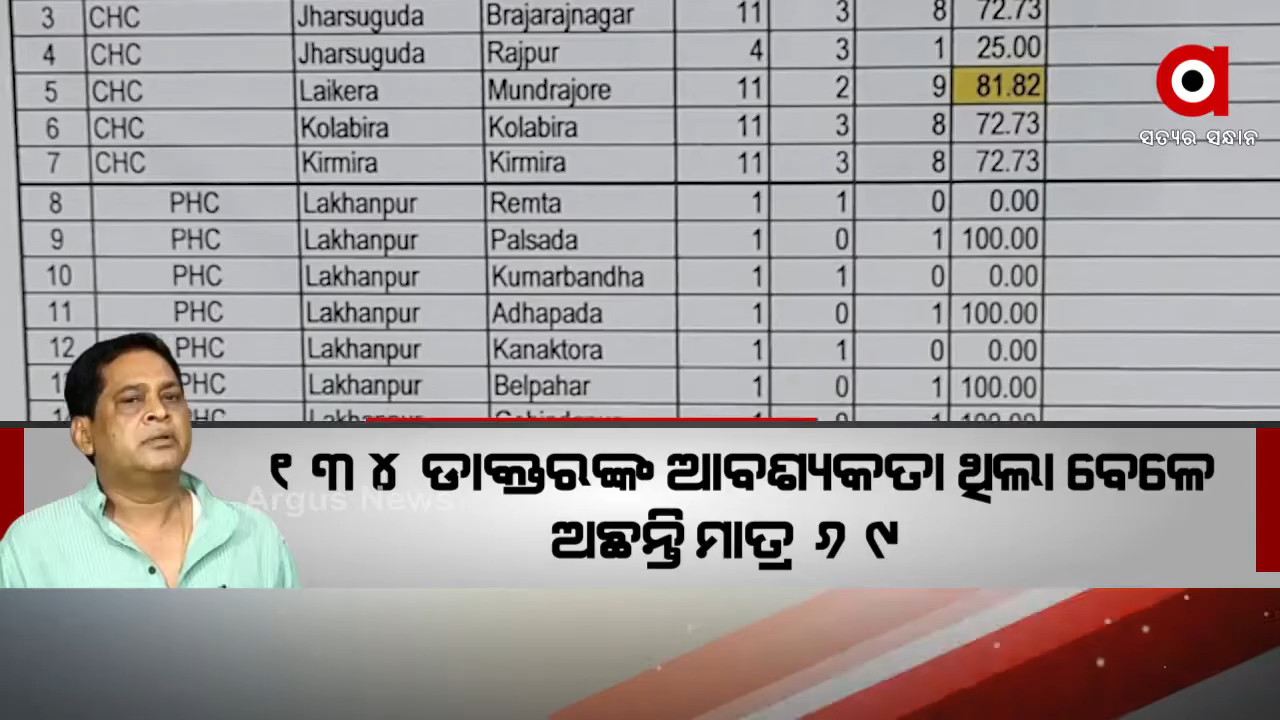 3 CHC Jharsuguda Brajarajnagar 11 3 8 72.73
4 CHC Jharsuguda Rajpur 4 3 1 25.00
5 CHC Laikera Mundrajore 11 2 9 81.82
6 CHC Kolabira Kolabira 11 3 8 72.73
7 CHC Kirmira Kirmira 11 3 8 72.73
8 PHC Lakhanpur Remta 1 1 0 0.00
9 PHC Lakhanpur Palsada 1 0 1 100.00
10 PHC Lakhanpur Kumarbandha 1 1 0 0.00
11 PHC Lakhanpur Adhapada 1 0 1 100.00
12 PHC Lakhanpur Kanaktora 1 1 0 0.00
PHC Lakhanpur Belpahar 1 0 1 100.00
ସତ୍ୟର ସନ୍ଧାନ
୧୩୪ ଡାକ୍ତରଙ୍କ ଆବଶ୍ୟକତା ଥିଲା ବେଳେ
ଅଛନ୍ତି ମାତ୍ର ୬୯
Argus News